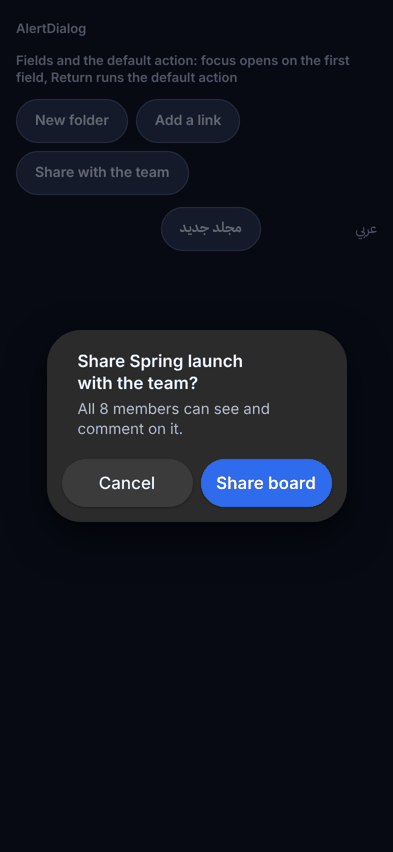 AlertDialog
Fields and the default action: focus opens on the first
field, Return runs the default action
New folder
Add a link
Share with the team
عربي
مجلد جديد
Share Spring launch
with the team?
All 8 members can see and
comment on it.
Cancel
Share board